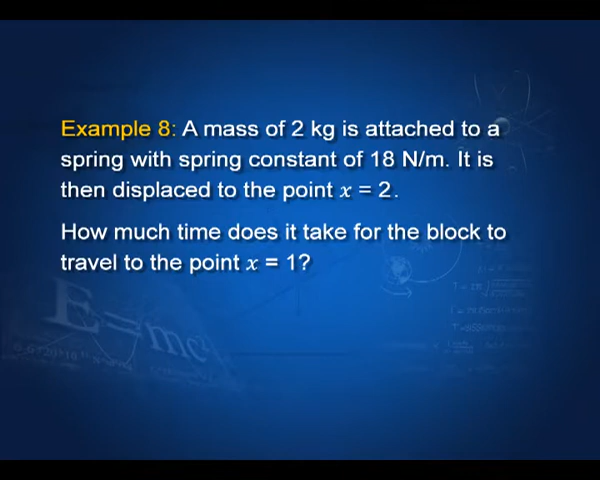 Example 8: A mass of 2 kg is attached to a
spring with spring constant of 18 N/m. It is
then displaced to the point x = 2.
How much time does it take for the block to
travel to the point x = 1?
E=mc²